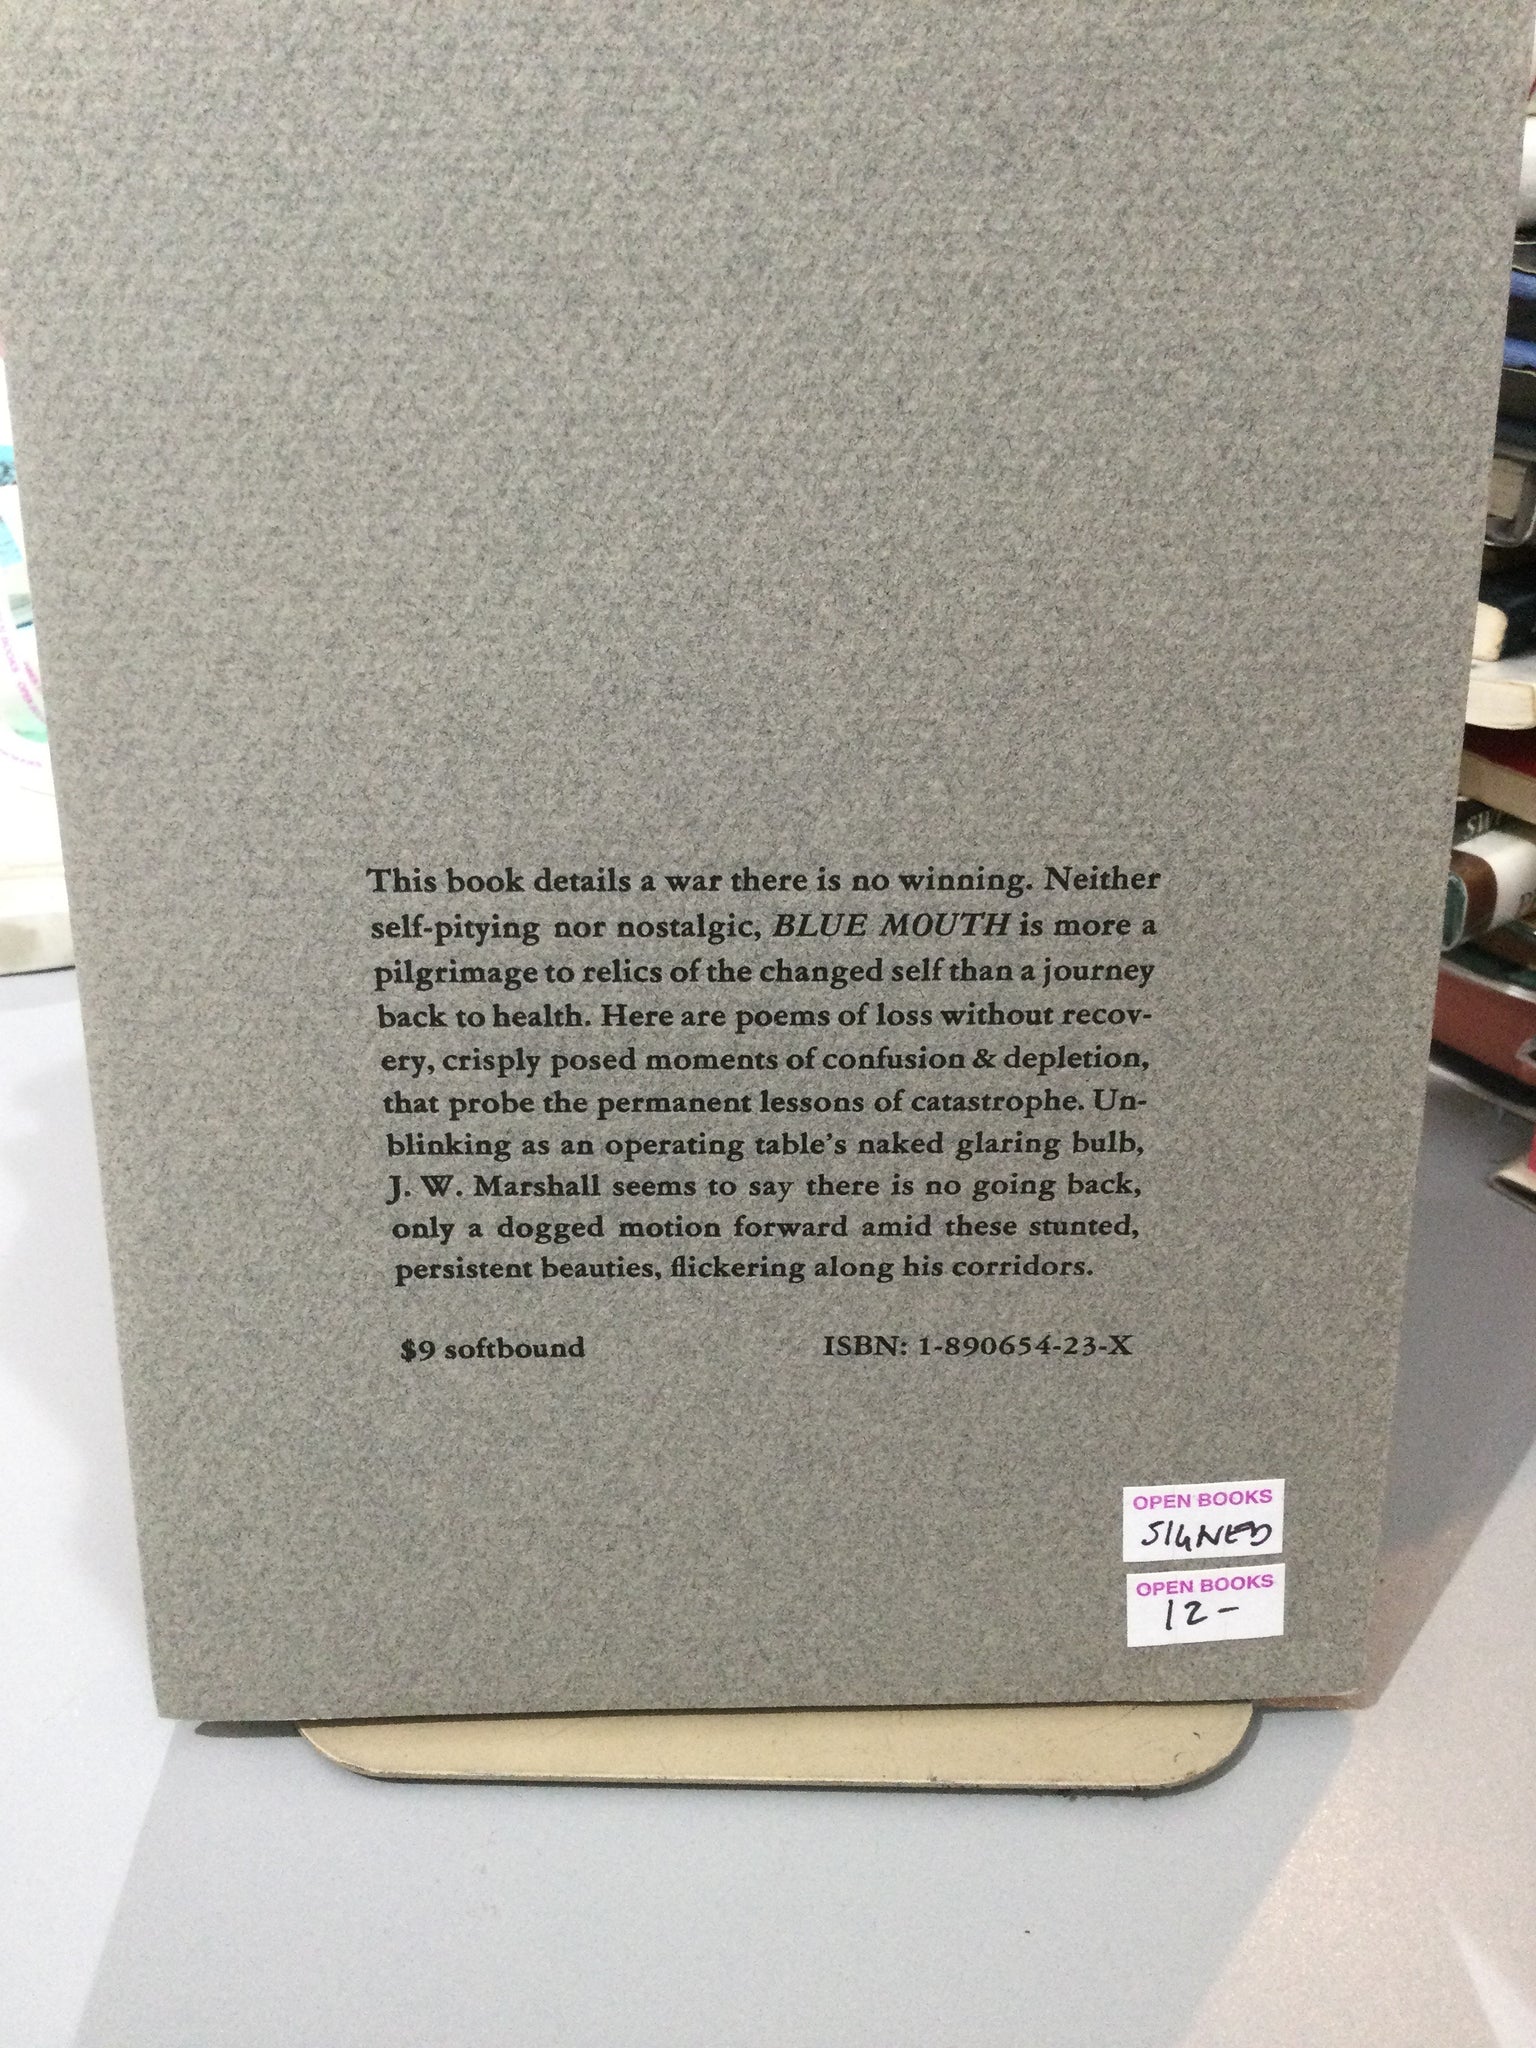 This book details a war there is no winning. Neither
self-pitying nor nostalgic, BLUE MOUTH is more a
pilgrimage to relics of the changed self than a journey
back to health. Here are poems of loss without recov-
ery, crisply posed moments of confusion & depletion,
that probe the permanent lessons of catastrophe. Un-
blinking as an operating table's naked glaring bulb,
J. W. Marshall seems to say there is no going back,
only a dogged motion forward amid these stunted,
persistent beauties, flickering along his corridors.
$9 softbound ISBN: 1-890654-23-X
OPEN BOOKS
SIGNED
OPEN BOOKS
12-